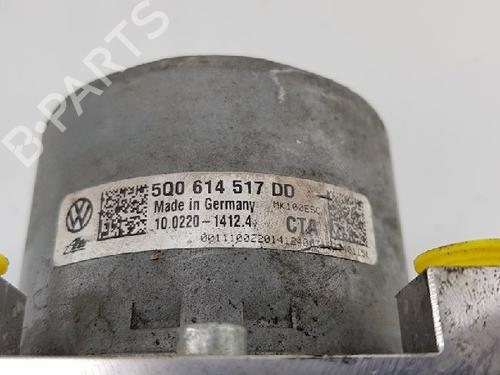 B-PARTS
5Q0 614 517 DD
Made in Germany
MK100ESC
10.0220-1412.4
CTA